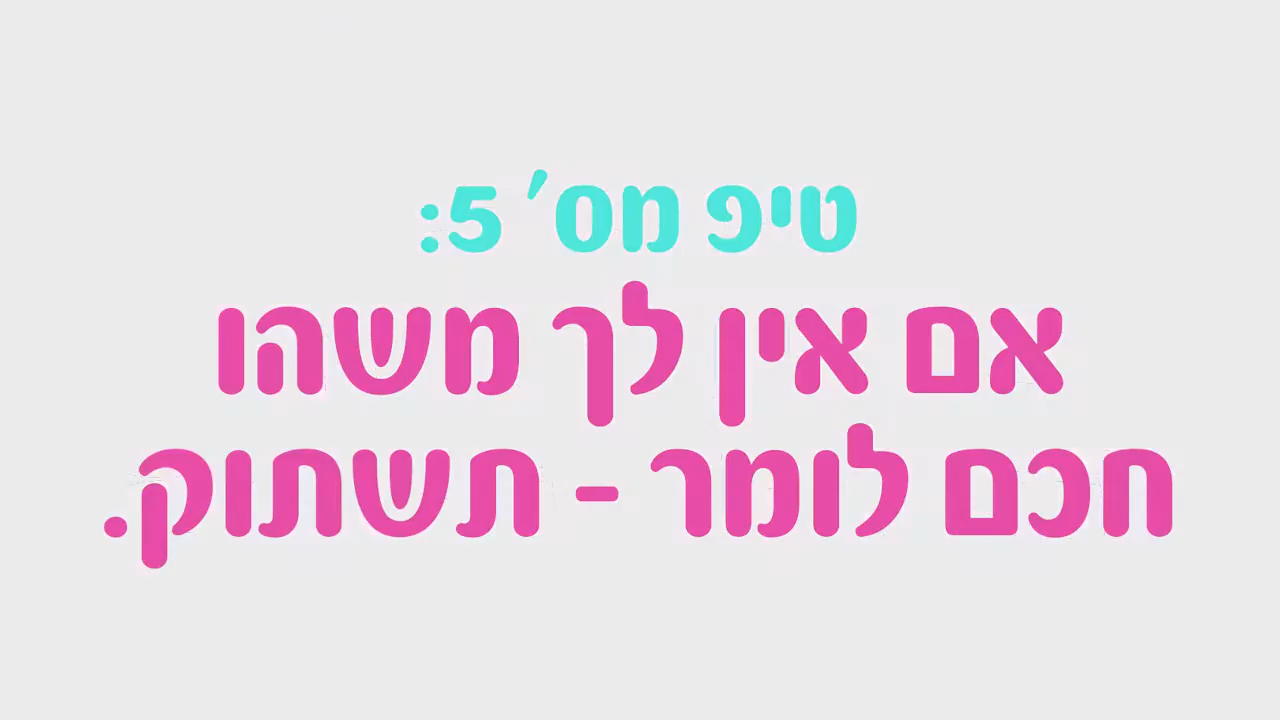 טיפ מס׳ 5:
אם אין לך משהו
חכם לומר - תשתוק.